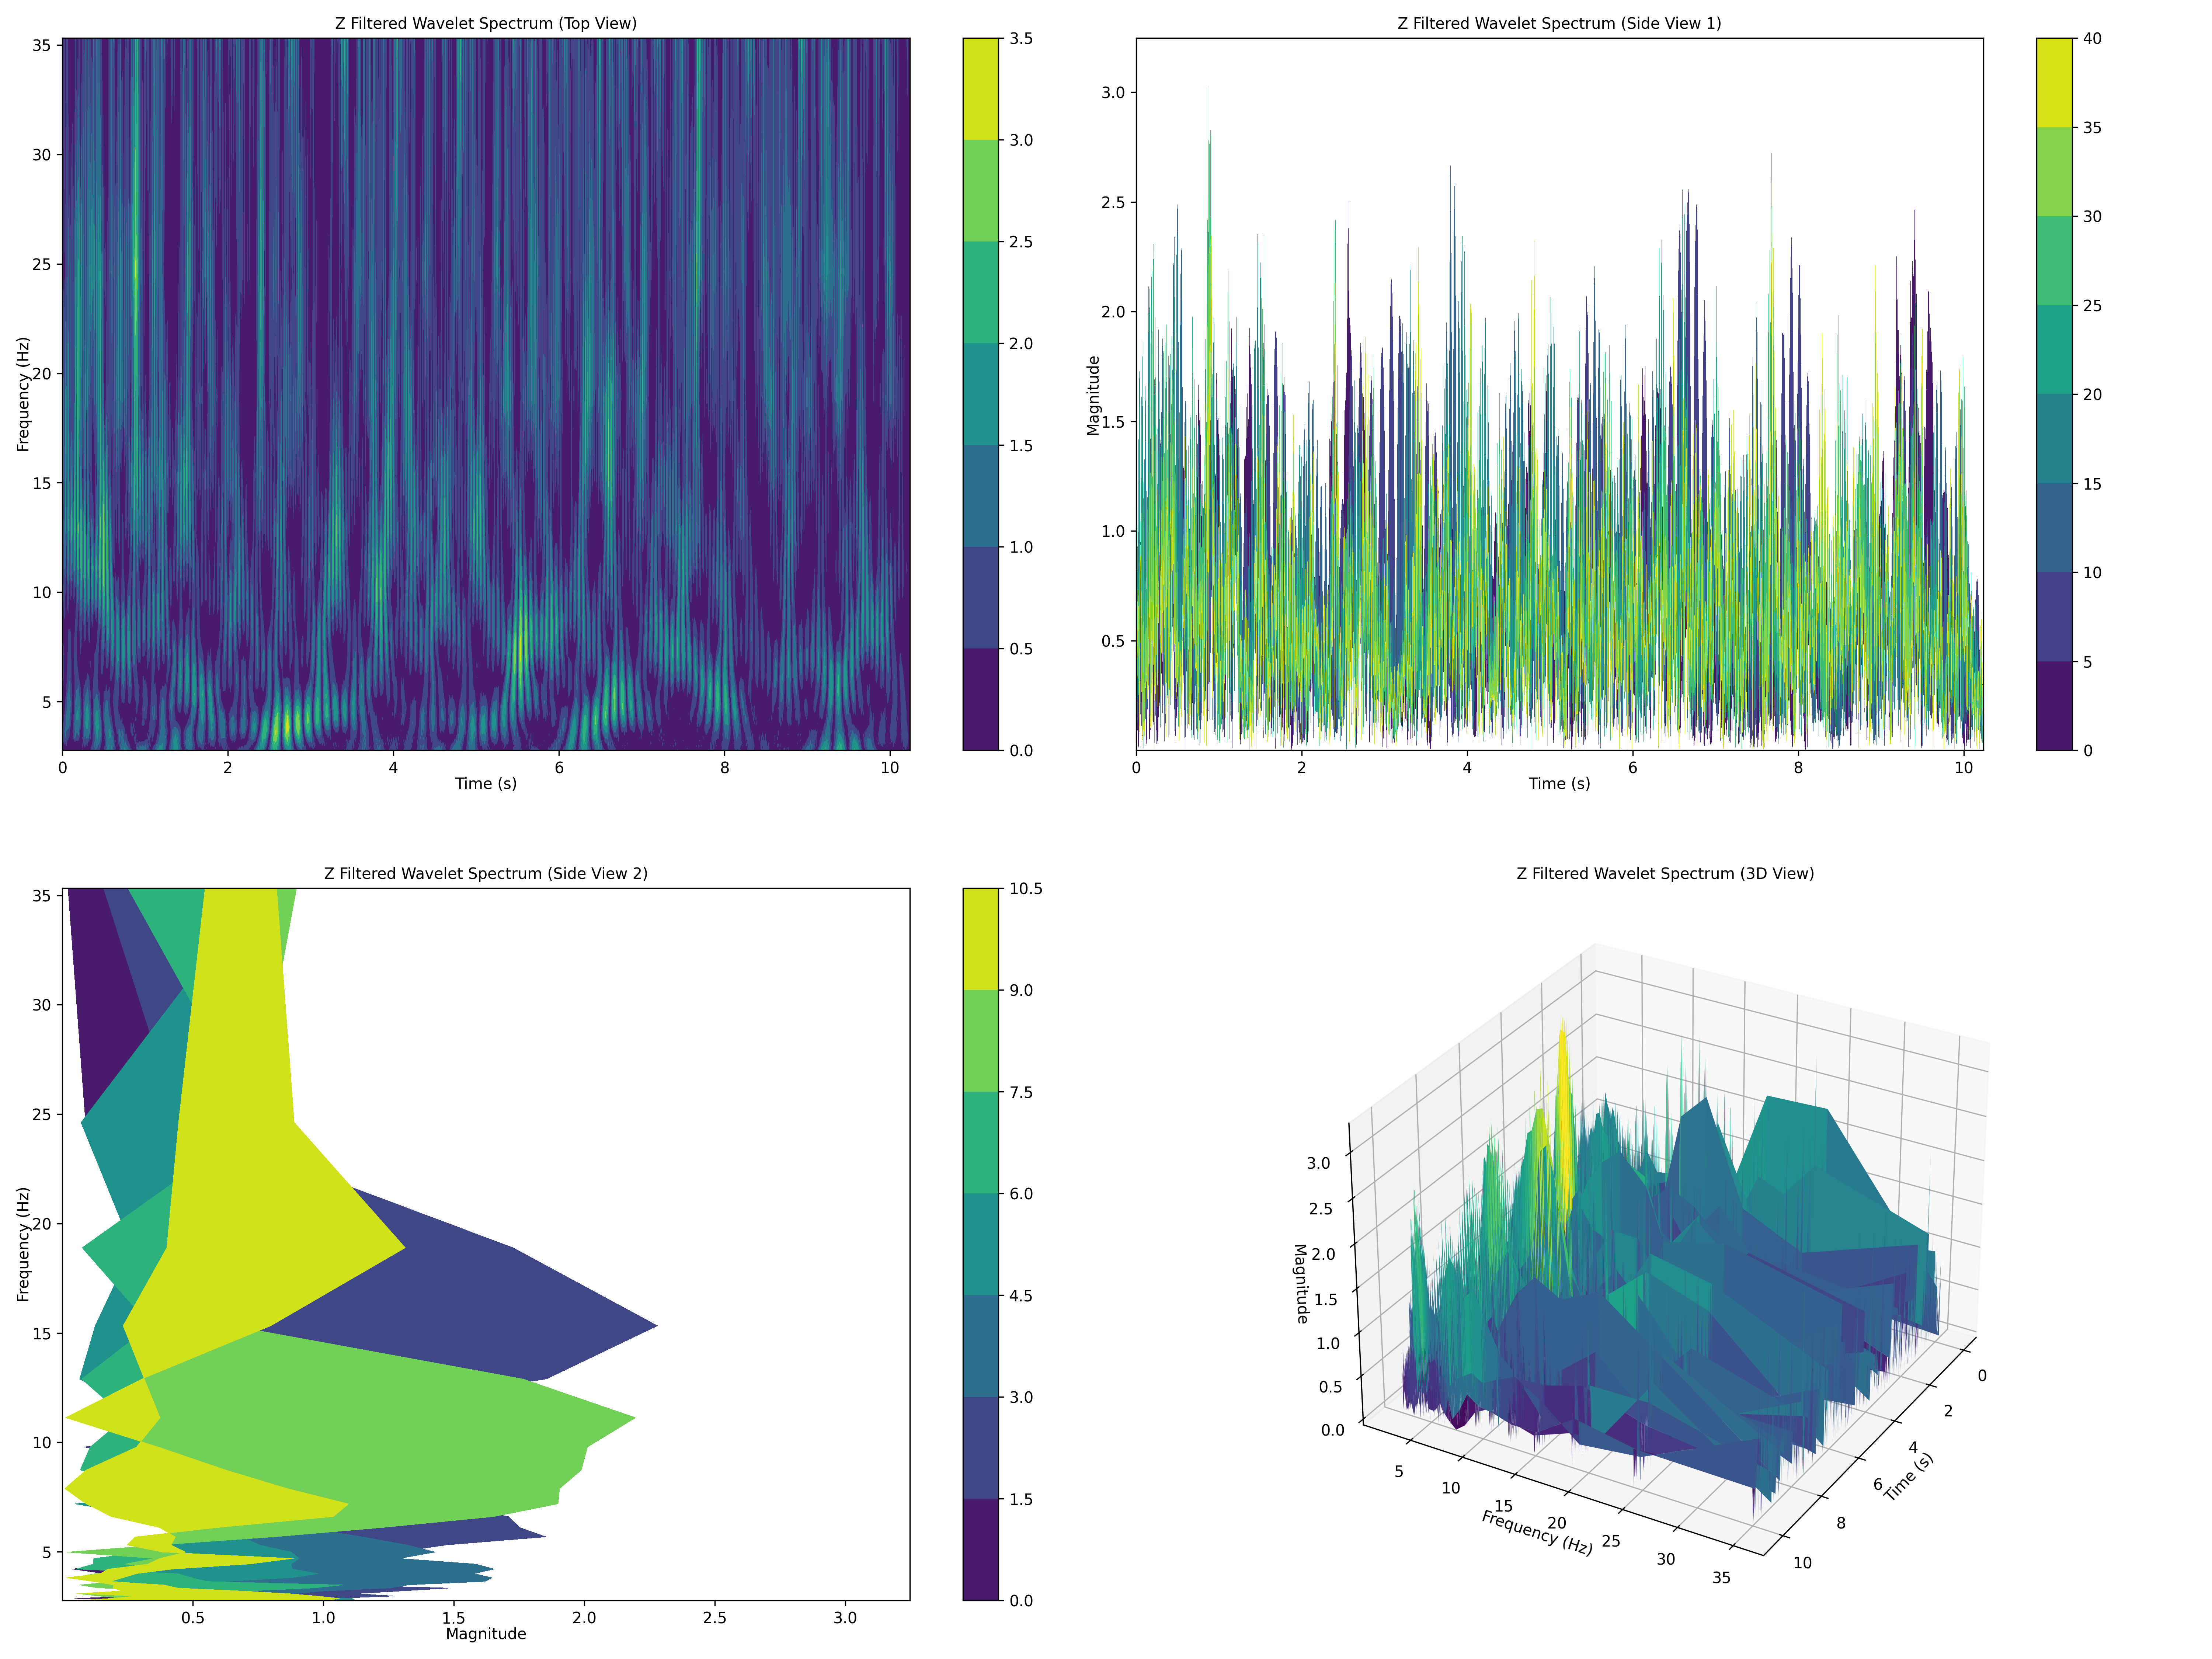 Z Filtered Wavelet Spectrum (Top View)
35
30
25
20
15
10
5
Frequency (Hz)
0 2 4 6 8 10
Time (s)
3.5
3.0
2.5
2.0
1.5
1.0
0.5
0.0
Z Filtered Wavelet Spectrum (Side View 1)
3.0
2.5
2.0
1.5
1.0
0.5
Magnitude
0 2 4 6 8 10
Time (s)
40
35
30
25
20
15
10
5
0
Z Filtered Wavelet Spectrum (Side View 2)
35
30
25
20
15
10
5
Frequency (Hz)
0.5 1.0 1.5 2.0 2.5 3.0
Magnitude
10.5
9.0
7.5
6.0
4.5
3.0
1.5
0.0
Z Filtered Wavelet Spectrum (3D View)
3.0
2.5
2.0
1.5
1.0
0.5
0.0
Magnitude
5 10 15 20 25 30 35
Frequency (Hz)
0 2 4 6 8 10
Time (s)